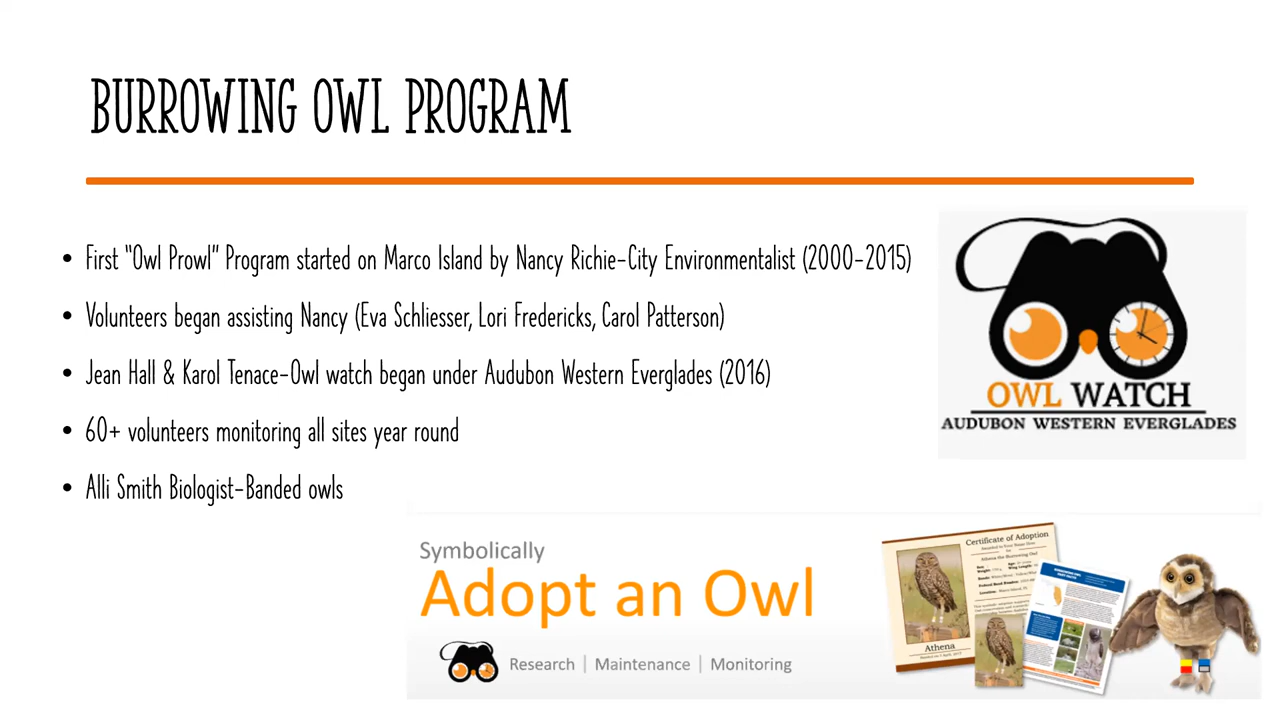 BURROWING OWL PROGRAM
• First “Owl Prowl” Program started on Marco Island by Nancy Richie-City Environmentalist (2000-2015)
• Volunteers began assisting Nancy (Eva Schliesser, Lori Fredericks, Carol Patterson)
• Jean Hall & Karol Tenace-Owl watch began under Audubon Western Everglades (2016)
• 60+ volunteers monitoring all sites year round
• Alli Smith Biologist-Banded owls
OWL WATCH
AUDUBON WESTERN EVERGLADES
Symbolically
Adopt an Owl
Research | Maintenance | Monitoring
Certificate of Adoption
Athena